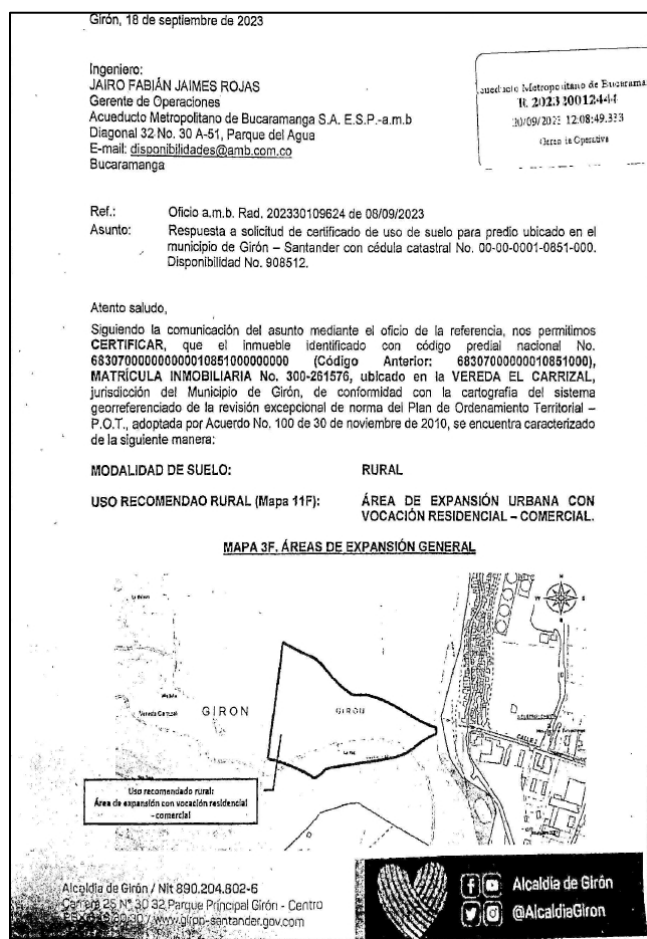 Girón, 18 de septiembre de 2023
Ingeniero:
JAIRO FABIÁN JAIMES ROJAS
Gerente de Operaciones
Acueducto Metropolitano de Bucaramanga S.A. E.S.P.-a.m.b
Diagonal 32 No. 30 A-51, Parque del Agua
E-mail: disponibilidades@amb.com.co
Bucaramanga
Metropolitano de
12:08:49.333
Operativa
Ref.: Oficio a.m.b. Rad. 202330109624 de 08/09/2023
Asunto: Respuesta a solicitud de certificado de uso de suelo para predio ubicado en el
municipio de Girón – Santander con cédula catastral No. 00-00-0001-0851-000.
Disponibilidad No. 908512.
Atento saludo,
Siguiendo la comunicación del asunto mediante el oficio de la referencia, nos permitimos
CERTIFICAR, que el inmueble identificado con código predial nacional No.
683070000000000010851000000000 (Código Anterior: 68307000000010851000),
MATRÍCULA INMOBILIARIA No. 300-261576, ubicado en la VEREDA EL CARRIZAL,
jurisdicción del Municipio de Girón, de conformidad con la cartografía del sistema
georreferenciado de la revisión excepcional de norma del Plan de Ordenamiento Territorial –
P.O.T., adoptada por Acuerdo No. 100 de 30 de noviembre de 2010, se encuentra caracterizado
de la siguiente manera:
MODALIDAD DE SUELO: RURAL
USO RECOMENDAO RURAL (Mapa 11F): ÁREA DE EXPANSIÓN URBANA CON
VOCACIÓN RESIDENCIAL – COMERCIAL.
MAPA 3F. ÁREAS DE EXPANSIÓN GENERAL
GIRON
GIRON
Uso recomendado rural:
Área de expansión con vocación residencial
- comercial
Alcaldía de Girón / Nit 890.204.802-6
Carrera 25 N° 30 32 Parque Principal Girón - Centro
www.giron-santander.gov.com
Alcaldía de Girón
@AlcaldiaGiron